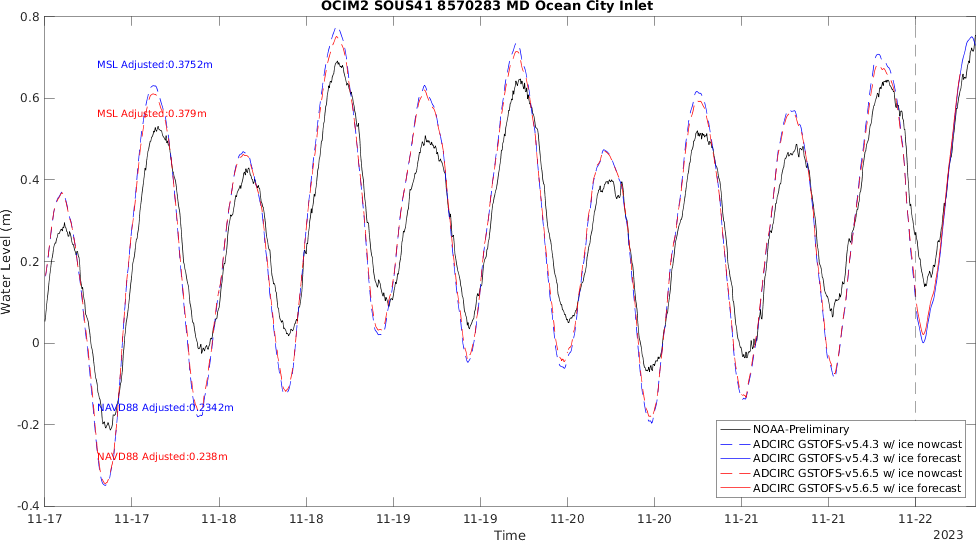 OCIM2 SOUS41 8570283 MD Ocean City Inlet
0.8
0.6
0.4
0.2
0
-0.2
-0.4
Water Level (m)
MSL Adjusted:0.3752m
MSL Adjusted:0.379m
NAVD88 Adjusted:0.2342m
NAVD88 Adjusted:0.238m
NOAA-Preliminary
ADCIRC GSTOFS-v5.4.3 w/ ice nowcast
ADCIRC GSTOFS-v5.4.3 w/ ice forecast
ADCIRC GSTOFS-v5.6.5 w/ ice nowcast
ADCIRC GSTOFS-v5.6.5 w/ ice forecast
11-17 11-17 11-18 11-18 11-19 11-19 11-20 11-20 11-21 11-21 11-22
Time
2023